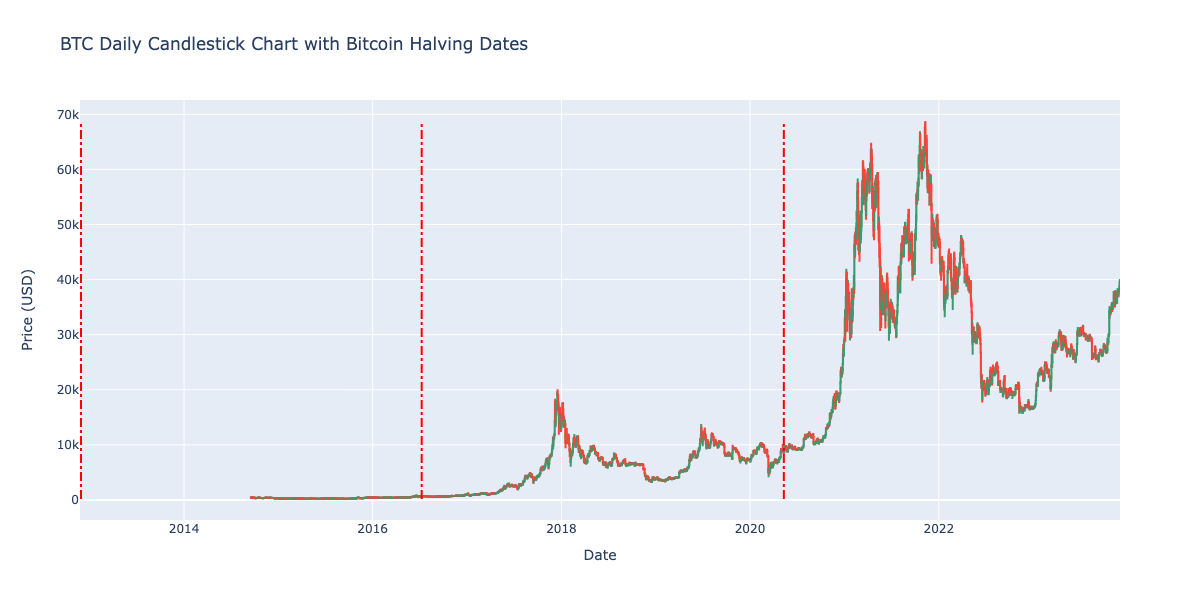 BTC Daily Candlestick Chart with Bitcoin Halving Dates
70k
60k
50k
40k
30k
20k
10k
0
Price (USD)
2014 2016 2018 2020 2022
Date